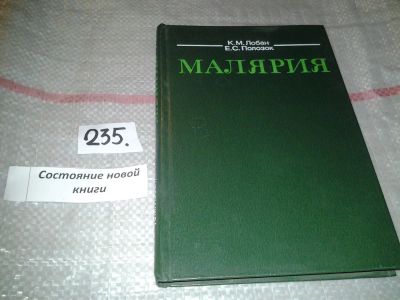 К.М. Лобан
Е.С. Полозок
МАЛЯРИЯ
235.
Состояние новой
книги